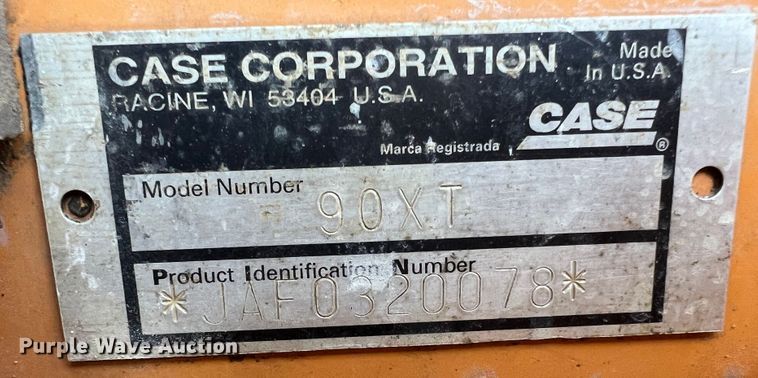 CASE CORPORATION
RACINE, WI 53404 U.S.A.
Made
In U.S.A.
CASE
®
Marca Registrada
Model Number
90XT
Product Identification Number
*JAF0320078*
Purple Wave Auction